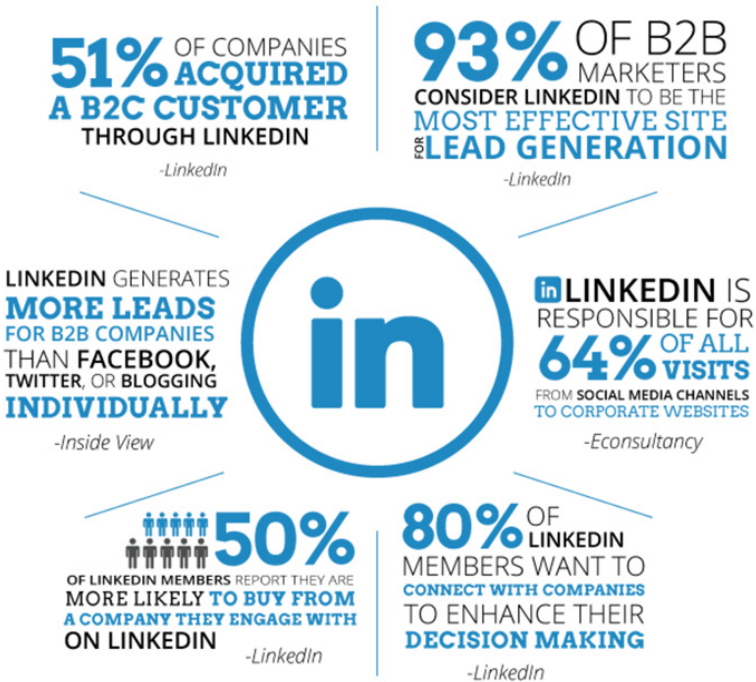 51% OF COMPANIES
ACQUIRED
A B2C CUSTOMER
THROUGH LINKEDIN
-LinkedIn
93% OF B2B
MARKETERS
CONSIDER LINKEDIN TO BE THE
MOST EFFECTIVE SITE
FOR LEAD GENERATION
-LinkedIn
LINKEDIN GENERATES
MORE LEADS
FOR B2B COMPANIES
THAN FACEBOOK,
TWITTER, OR BLOGGING
INDIVIDUALLY
-Inside View
in
in LINKEDIN IS
RESPONSIBLE FOR
64% OF ALL
VISITS
FROM SOCIAL MEDIA CHANNELS
TO CORPORATE WEBSITES
-Econsultancy
50%
OF LINKEDIN MEMBERS REPORT THEY ARE
MORE LIKELY TO BUY FROM
A COMPANY THEY ENGAGE WITH
ON LINKEDIN
-LinkedIn
80% OF
LINKEDIN
MEMBERS WANT TO
CONNECT WITH COMPANIES
TO ENHANCE THEIR
DECISION MAKING
-LinkedIn